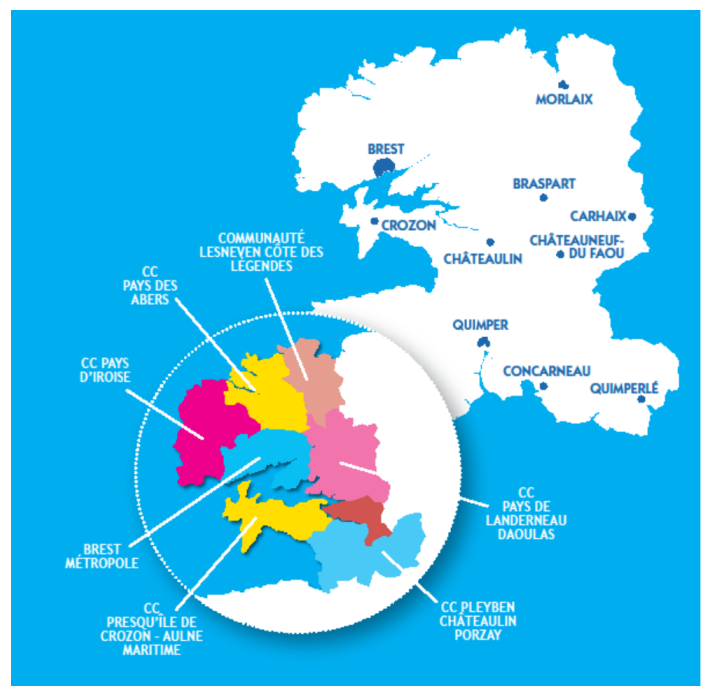 MORLAIX
BREST
BRASPART
CARHAIX
CROZON
CHÂTEAUNEUF-
DU FAOU
CHÂTEAULIN
COMMUNAUTÉ
LESNEVEN CÔTE DES
LÉGENDES
CC
PAYS DES
ABERS
QUIMPER
CC PAYS
D'IROISE
CONCARNEAU
QUIMPERLÉ
CC
PAYS DE
LANDERNEAU
DAOULAS
BREST
MÉTROPOLE
CC
PRESQU'ÎLE DE
CROZON - AULNE
MARITIME
CC PLEYBEN
CHÂTEAULIN
PORZAY